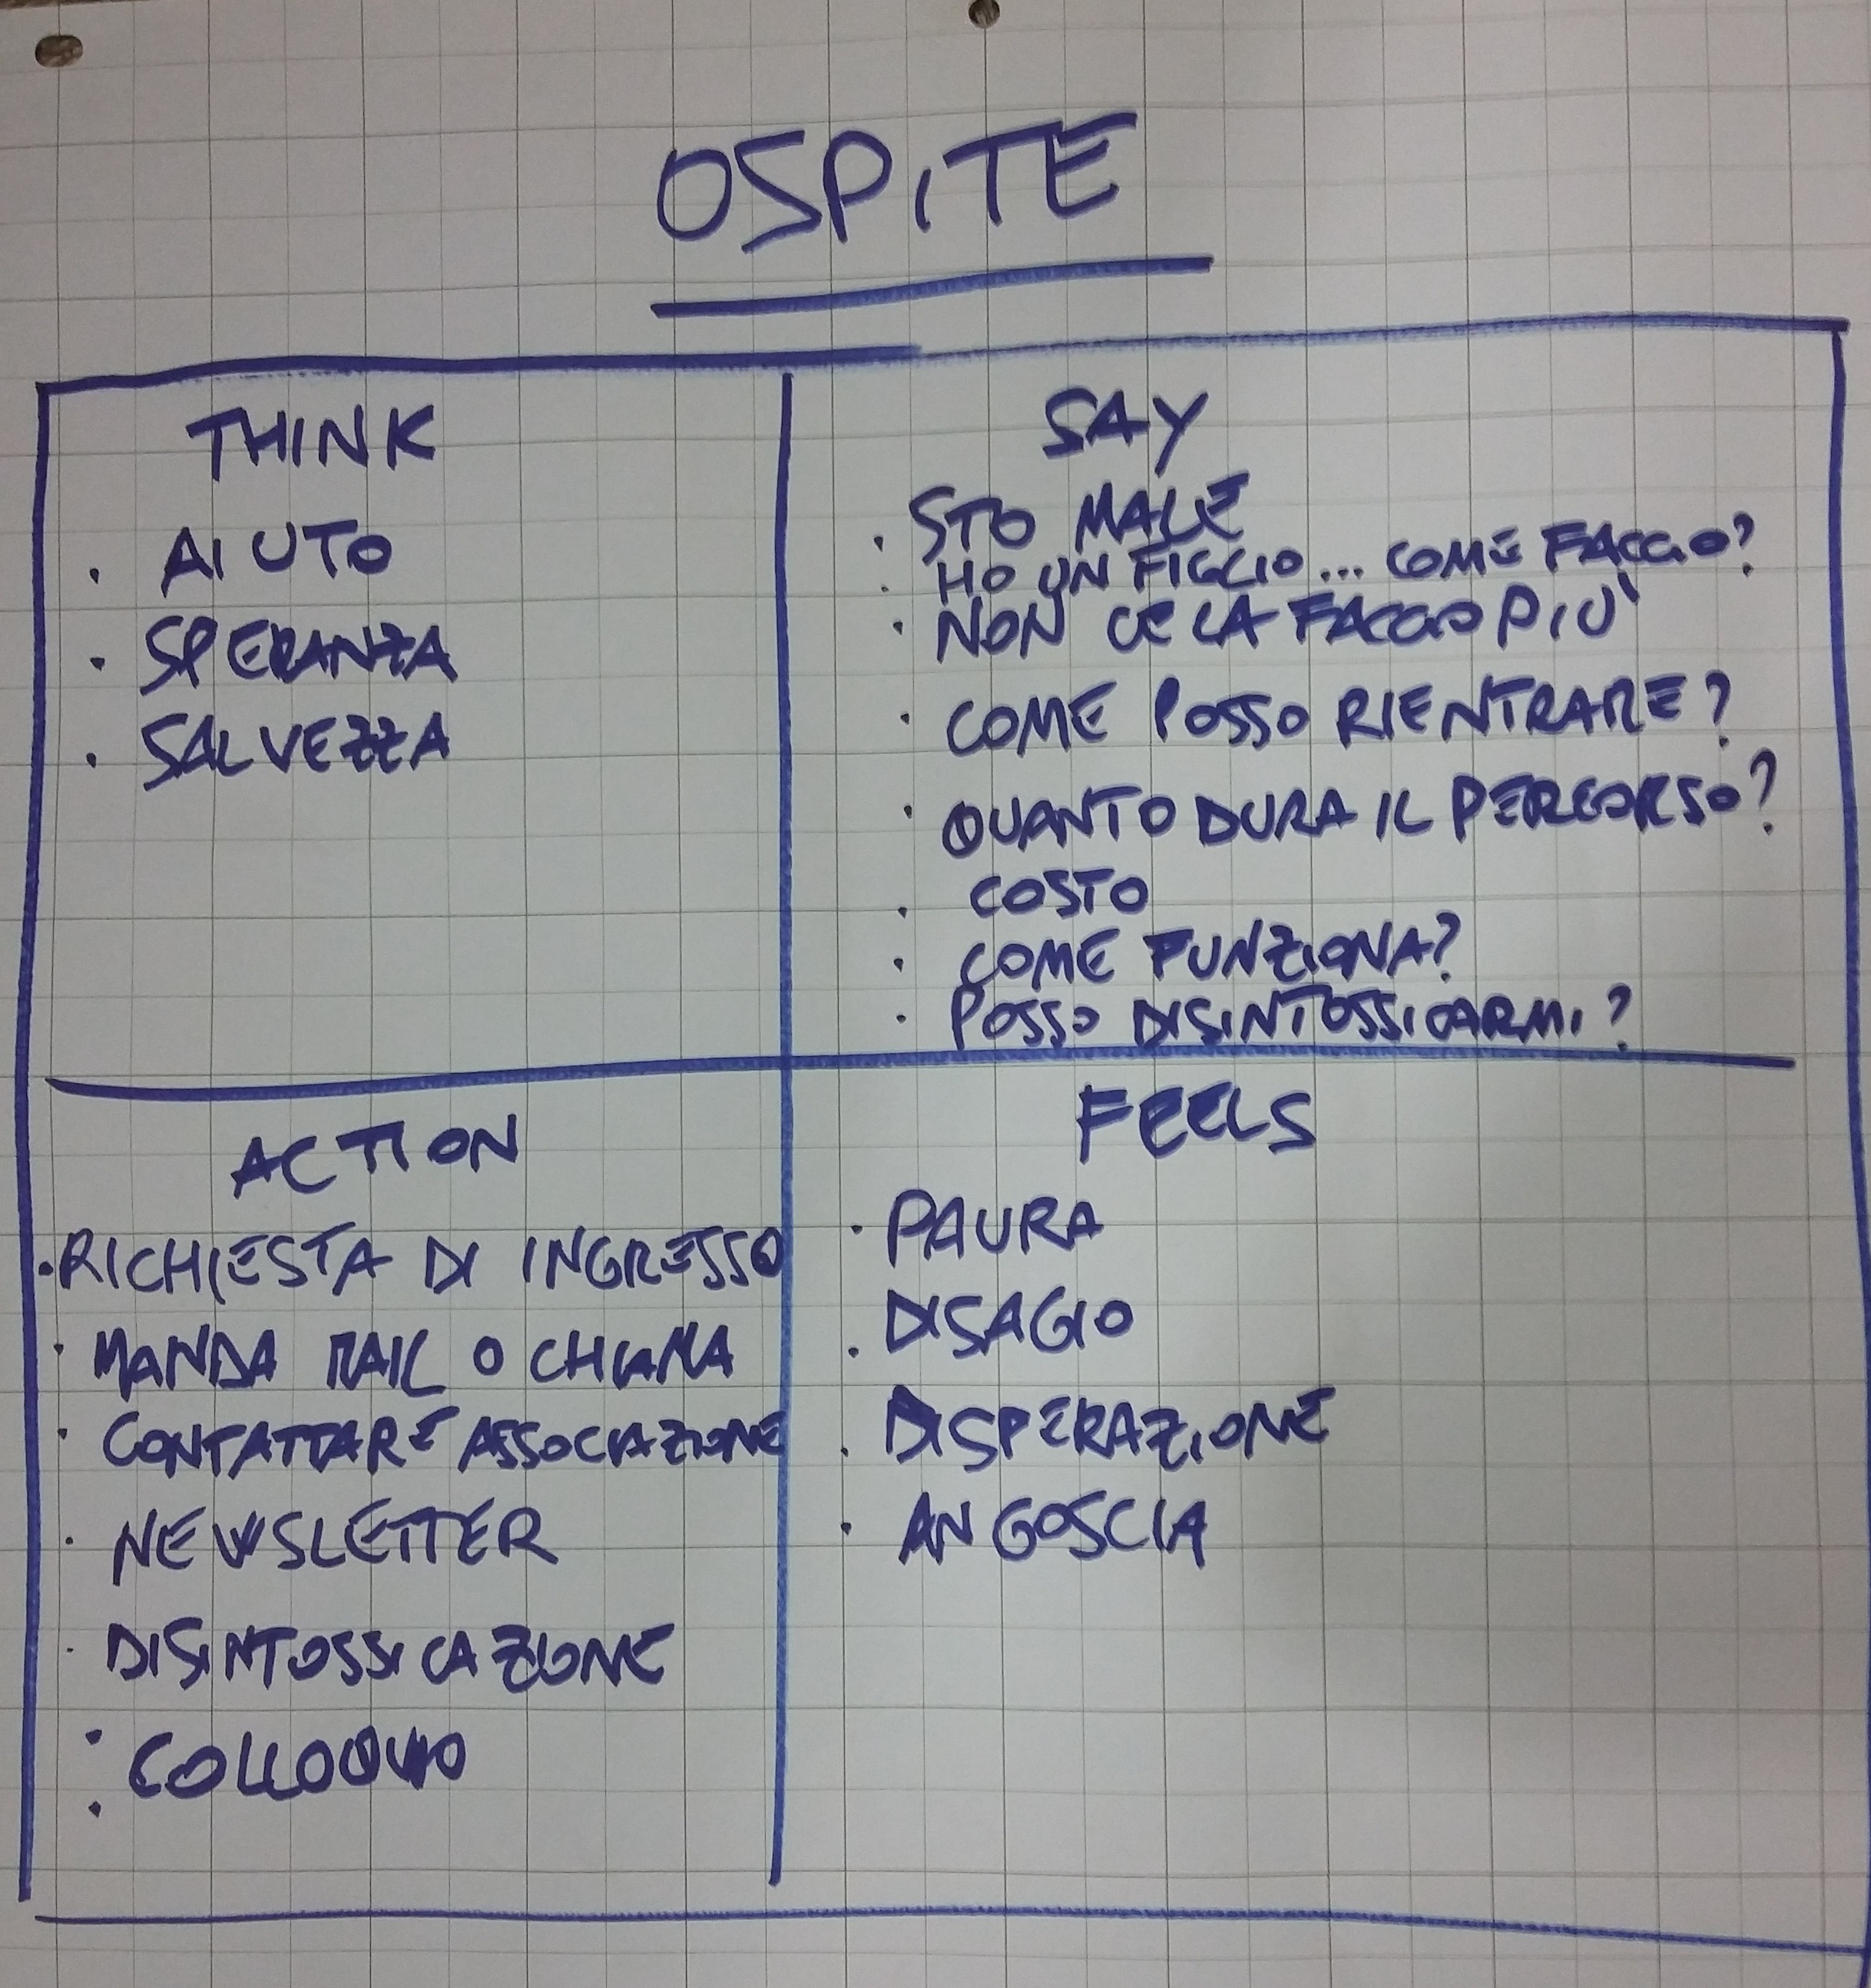 OSPITE
THINK
· AIUTO
· SPERANZA
· SALVEZZA
SAY
· STO MALE
· HO UN FIGLIO... COME FACCIO?
· NON CE LA FACCIO PIÙ
· COME POSSO RIENTRARE?
· QUANTO DURA IL PERCORSO?
· COSTO
· COME FUNZIONA?
· POSSO DISINTOSSICARMI?
ACTION
· RICHIESTA DI INGRESSO
· MANDA MAIL O CHIAMA
· CONTATTARE ASSOCIAZIONE
· NEWSLETTER
· DISINTOSSICAZIONE
· COLLOQUIO
·
FEELS
· PAURA
· DISAGIO
· DISPERAZIONE
· ANGOSCIA